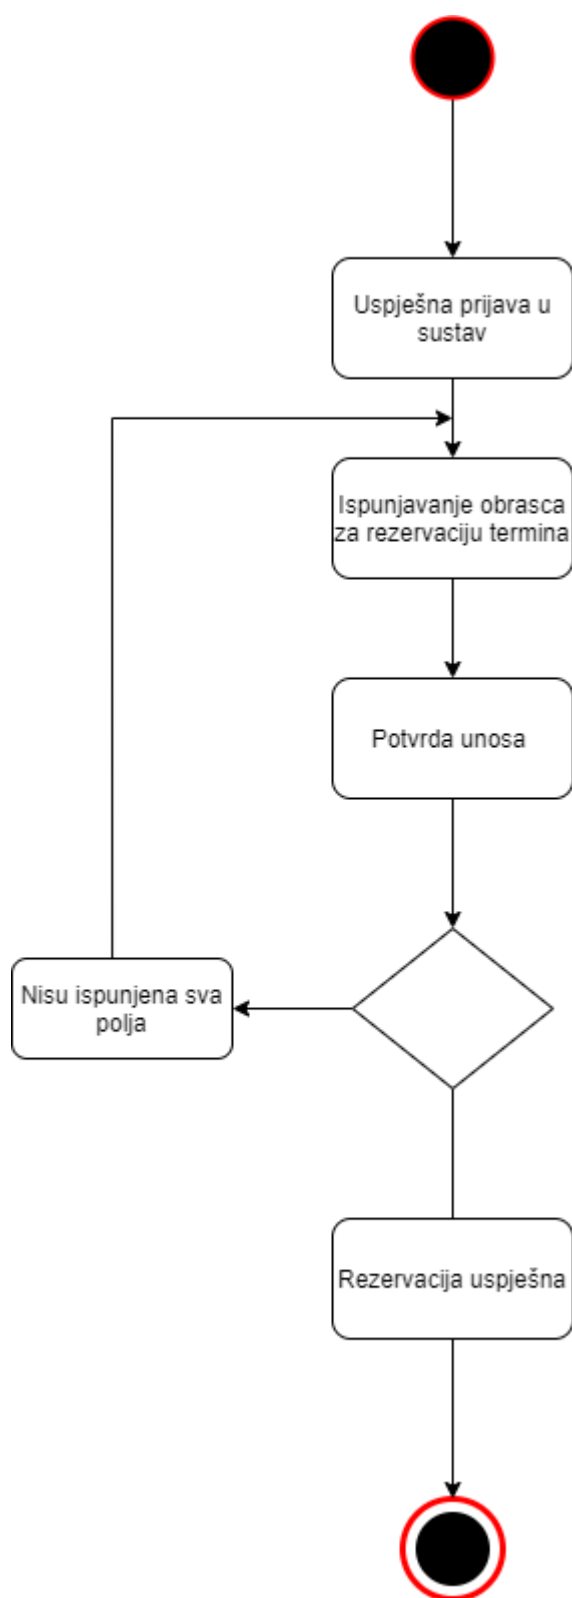 Uspješna prijava u
sustav
Ispunjavanje obrasca
za rezervaciju termina
Potvrda unosa
Nisu ispunjena sva
polja
Rezervacija uspješna